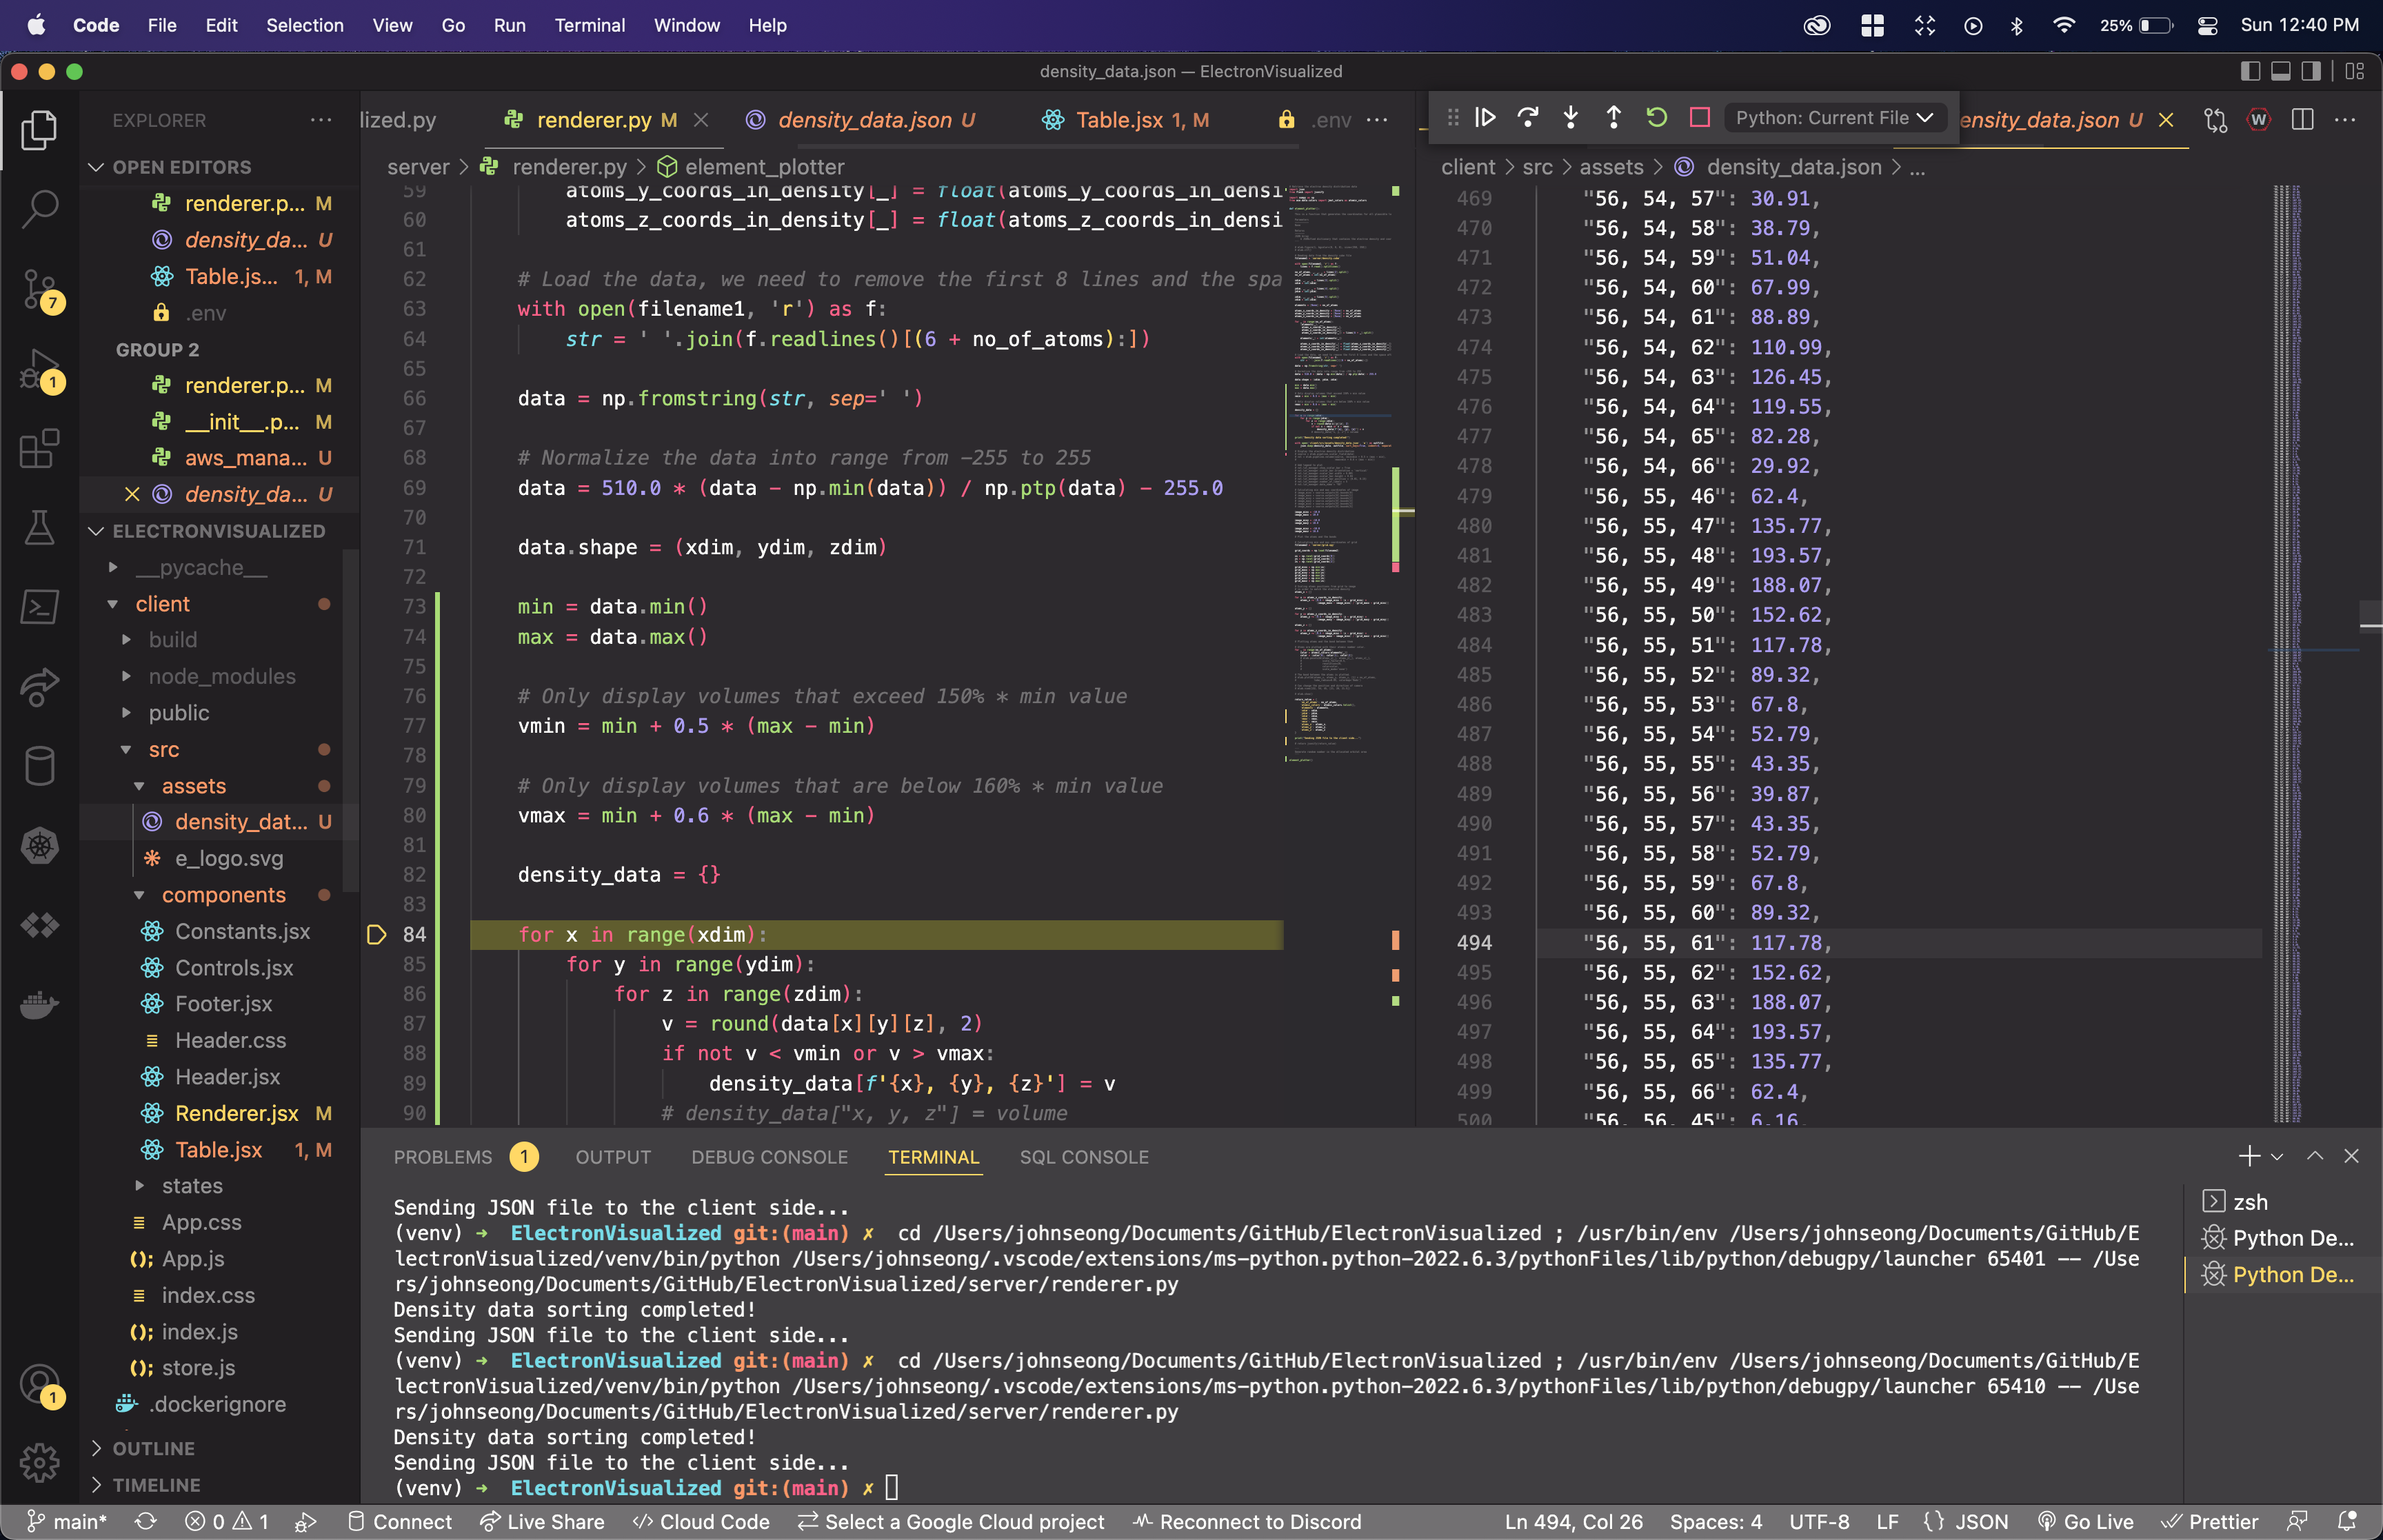 Code File Edit Selection View Go Run Terminal Window Help 25% Sun 12:40 PM
density_data.json — ElectronVisualized
EXPLORER
OPEN EDITORS
renderer.p... M
density_da... U
Table.js... 1, M
.env
GROUP 2
renderer.p... M
__init__.p... M
aws_mana... U
density_da... U
ELECTRONVISUALIZED
__pycache__
client
build
node_modules
public
src
assets
density_dat... U
e_logo.svg
components
Constants.jsx
Controls.jsx
Footer.jsx
Header.css
Header.jsx
Renderer.jsx M
Table.jsx 1, M
states
App.css
App.js
index.css
index.js
store.js
.dockerignore
OUTLINE
TIMELINE
7
1
1
lized.py renderer.py M density_data.json U Table.jsx 1, M .env ...
server > renderer.py > element_plotter
59 atoms_y_coords_in_density[_] = float(atoms_y_coords_in_densi
60 atoms_z_coords_in_density[_] = float(atoms_z_coords_in_densi
61
62 # Load the data, we need to remove the first 8 lines and the spa
63 with open(filename1, 'r') as f:
64 str = ' '.join(f.readlines()[(6 + no_of_atoms):])
65
66 data = np.fromstring(str, sep=' ')
67
68 # Normalize the data into range from -255 to 255
69 data = 510.0 * (data - np.min(data)) / np.ptp(data) - 255.0
70
71 data.shape = (xdim, ydim, zdim)
72
73 min = data.min()
74 max = data.max()
75
76 # Only display volumes that exceed 150% * min value
77 vmin = min + 0.5 * (max - min)
78
79 # Only display volumes that are below 160% * min value
80 vmax = min + 0.6 * (max - min)
81
82 density_data = {}
83
84 for x in range(xdim):
85 for y in range(ydim):
86 for z in range(zdim):
87 v = round(data[x][y][z], 2)
88 if not v < vmin or v > vmax:
89 density_data[f'{x}, {y}, {z}'] = v
90 # density_data["x, y, z"] = volume
Python: Current File
ensity_data.json U
W
client > src > assets > density_data.json > ...
469 "56, 54, 57": 30.91,
470 "56, 54, 58": 38.79,
471 "56, 54, 59": 51.04,
472 "56, 54, 60": 67.99,
473 "56, 54, 61": 88.89,
474 "56, 54, 62": 110.99,
475 "56, 54, 63": 126.45,
476 "56, 54, 64": 119.55,
477 "56, 54, 65": 82.28,
478 "56, 54, 66": 29.92,
479 "56, 55, 46": 62.4,
480 "56, 55, 47": 135.77,
481 "56, 55, 48": 193.57,
482 "56, 55, 49": 188.07,
483 "56, 55, 50": 152.62,
484 "56, 55, 51": 117.78,
485 "56, 55, 52": 89.32,
486 "56, 55, 53": 67.8,
487 "56, 55, 54": 52.79,
488 "56, 55, 55": 43.35,
489 "56, 55, 56": 39.87,
490 "56, 55, 57": 43.35,
491 "56, 55, 58": 52.79,
492 "56, 55, 59": 67.8,
493 "56, 55, 60": 89.32,
494 "56, 55, 61": 117.78,
495 "56, 55, 62": 152.62,
496 "56, 55, 63": 188.07,
497 "56, 55, 64": 193.57,
498 "56, 55, 65": 135.77,
499 "56, 55, 66": 62.4,
500 "56, 56, 45": 6.16,
PROBLEMS 1 OUTPUT DEBUG CONSOLE TERMINAL SQL CONSOLE
Sending JSON file to the client side...
(venv) → ElectronVisualized git:(main) ✗ cd /Users/johnseong/Documents/GitHub/ElectronVisualized ; /usr/bin/env /Users/johnseong/Documents/GitHub/E
lectronVisualized/venv/bin/python /Users/johnseong/.vscode/extensions/ms-python.python-2022.6.3/pythonFiles/lib/python/debugpy/launcher 65401 -- /Use
rs/johnseong/Documents/GitHub/ElectronVisualized/server/renderer.py
Density data sorting completed!
Sending JSON file to the client side...
(venv) → ElectronVisualized git:(main) ✗ cd /Users/johnseong/Documents/GitHub/ElectronVisualized ; /usr/bin/env /Users/johnseong/Documents/GitHub/E
lectronVisualized/venv/bin/python /Users/johnseong/.vscode/extensions/ms-python.python-2022.6.3/pythonFiles/lib/python/debugpy/launcher 65410 -- /Use
rs/johnseong/Documents/GitHub/ElectronVisualized/server/renderer.py
Density data sorting completed!
Sending JSON file to the client side...
(venv) → ElectronVisualized git:(main) ✗
zsh
Python De...
Python De...
main* 0 1 Connect Live Share Cloud Code Select a Google Cloud project Reconnect to Discord Ln 494, Col 26 Spaces: 4 UTF-8 LF {} JSON Go Live Prettier